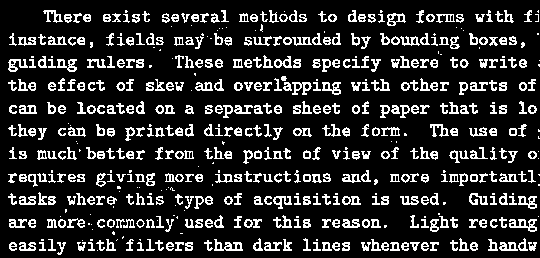 There exist several methods to design forms with fi
instance, fields may be surrounded by bounding boxes,
guiding rulers. These methods specify where to write
the effect of skew and overlapping with other parts of
can be located on a separate sheet of paper that is lo
they can be printed directly on the form. The use of
is much better from the point of view of the quality o
requires giving more instructions and, more importantly
tasks where this type of acquisition is used. Guiding
are more commonly used for this reason. Light rectang
easily with filters than dark lines whenever the handw